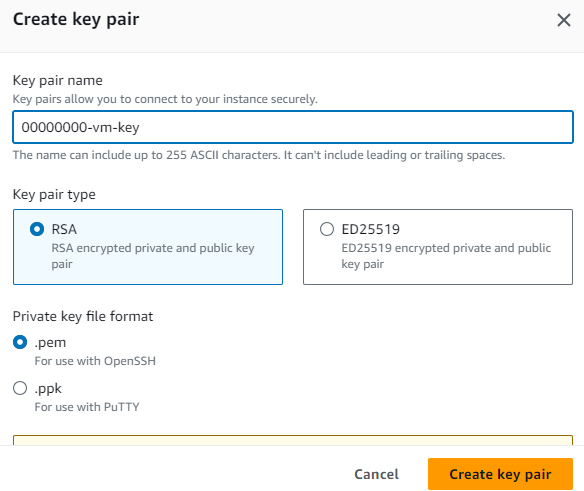 Create key pair
Key pair name
Key pairs allow you to connect to your instance securely.
00000000-vm-key
The name can include up to 255 ASCII characters. It can't include leading or trailing spaces.
Key pair type
RSA
RSA encrypted private and public key
pair
ED25519
ED25519 encrypted private and public
key pair
Private key file format
.pem
For use with OpenSSH
.ppk
For use with PuTTY
Cancel
Create key pair